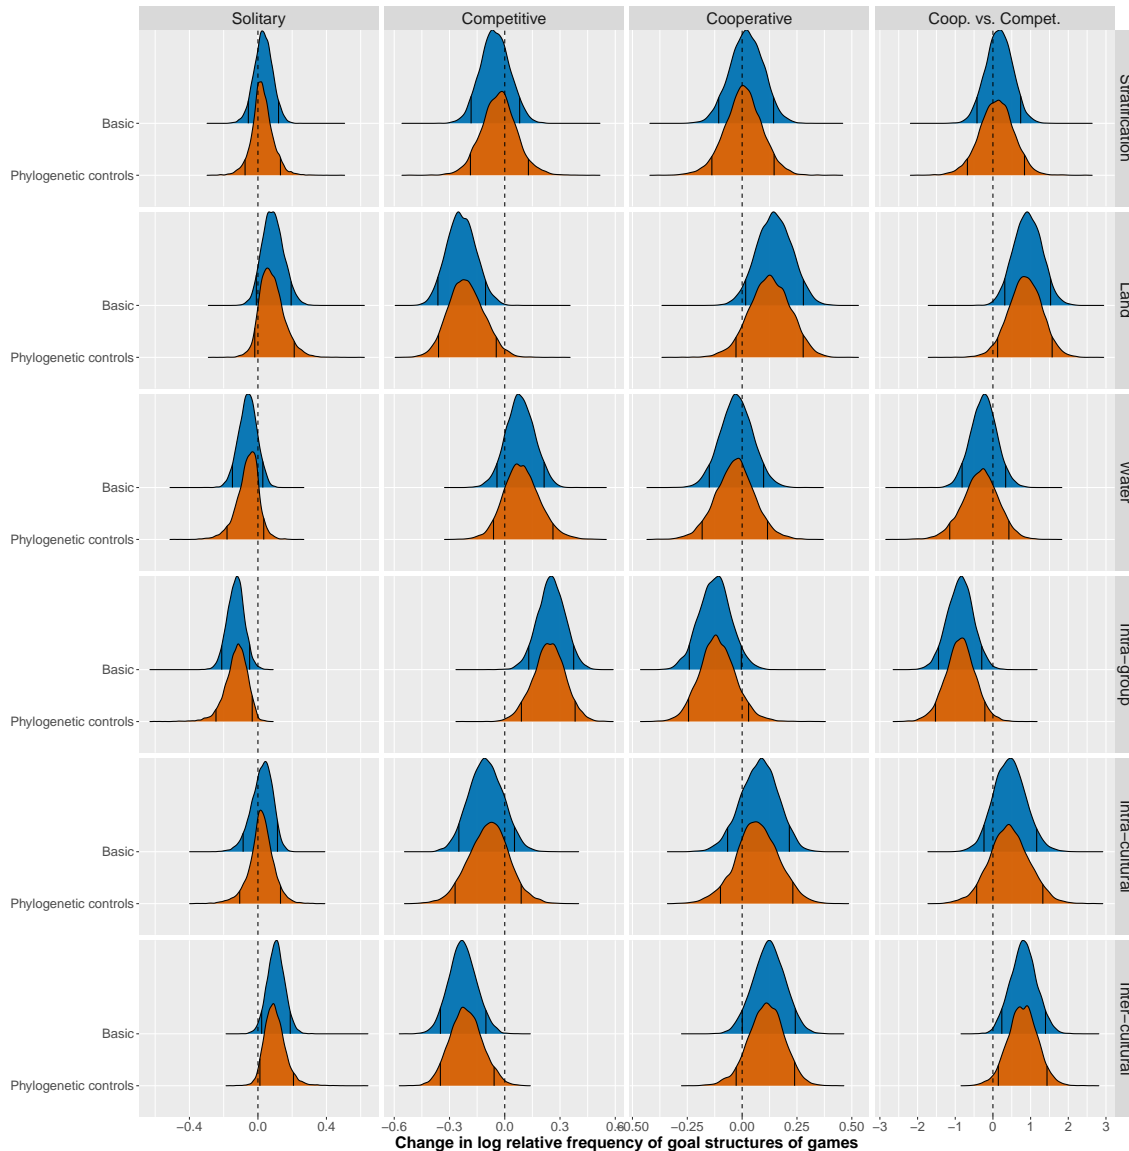 Solitary Competitive Cooperative Coop. vs. Compet.
Stratification
Basic
Phylogenetic controls
Land
Basic
Phylogenetic controls
Water
Basic
Phylogenetic controls
Intra−group
Basic
Phylogenetic controls
Intra−cultural
Basic
Phylogenetic controls
Inter−cultural
Basic
Phylogenetic controls
−0.4 0.0 0.4 −0.6 −0.3 0.0 0.3 0.6 −0.50 −0.25 0.00 0.25 0.50 −3 −2 −1 0 1 2 3
Change in log relative frequency of goal structures of games